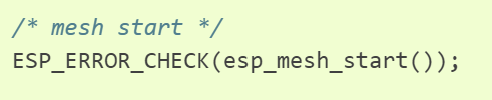 /* mesh start */
ESP_ERROR_CHECK(esp_mesh_start());